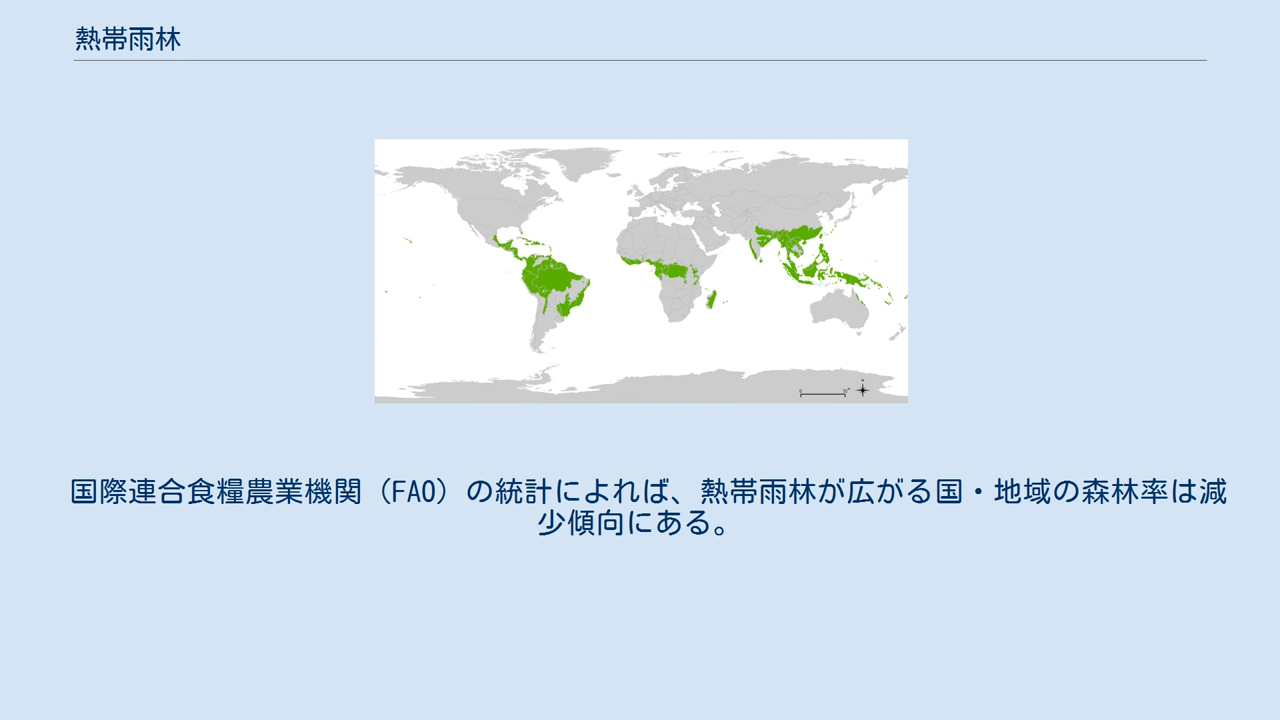 熱帯雨林
国際連合食糧農業機関（FAO）の統計によれば、熱帯雨林が広がる国・地域の森林率は減
少傾向にある。